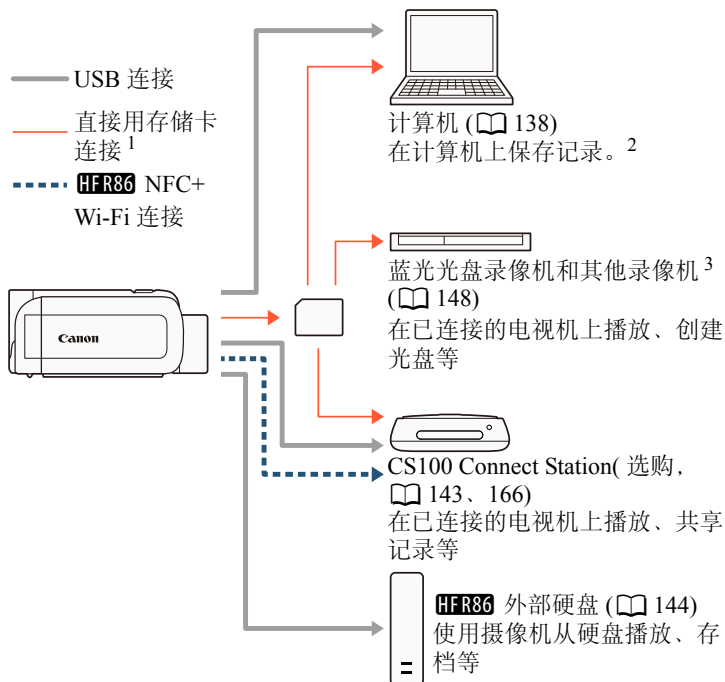 USB 连接
直接用存储卡
连接 1
HF R86 NFC+
Wi-Fi 连接
Canon
计算机 ( 138)
在计算机上保存记录。2
蓝光光盘录像机和其他录像机 3
( 148)
在已连接的电视机上播放、创建
光盘等
CS100 Connect Station( 选购，
143、166)
在已连接的电视机上播放、共享
记录等
HF R86 外部硬盘 ( 144)
使用摄像机从硬盘播放、存
档等